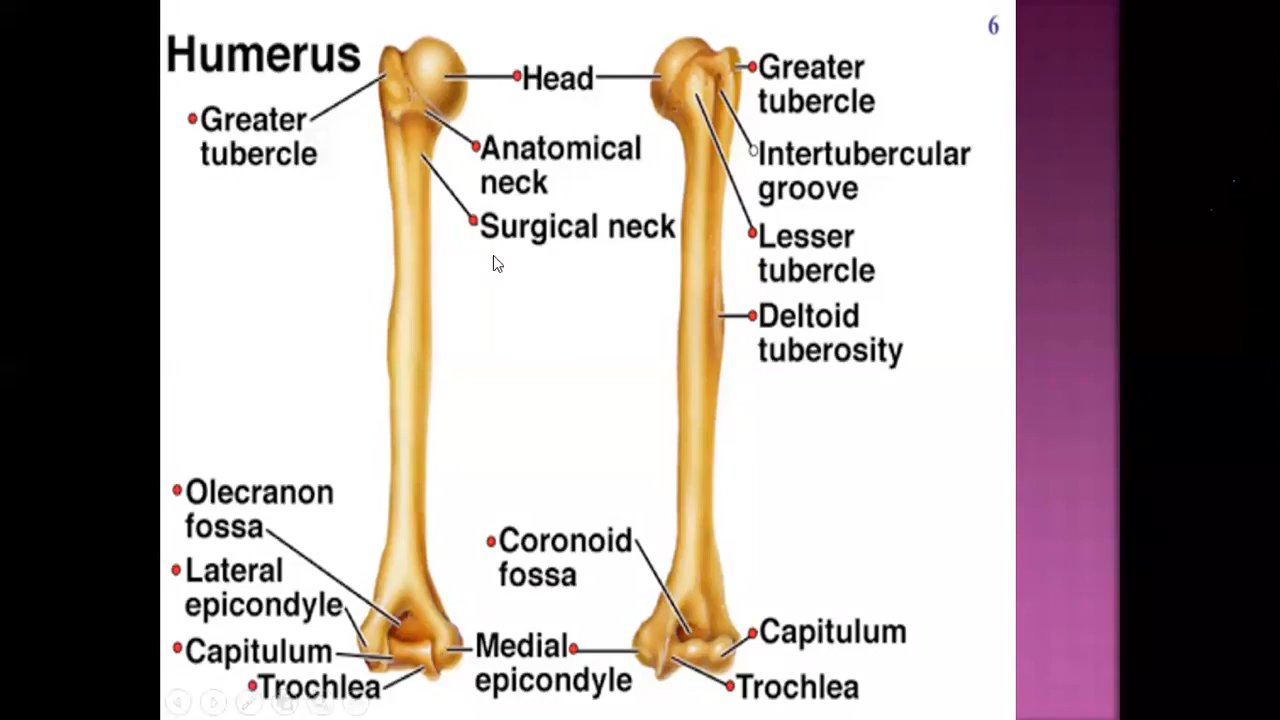 6
Humerus
Head
• Greater
tubercle
• Greater
tubercle
• Anatomical
neck
• Intertubercular
groove
• Surgical neck
• Lesser
tubercle
• Deltoid
tuberosity
• Olecranon
fossa
• Coronoid
fossa
• Lateral
epicondyle
• Capitulum
• Capitulum
Medial
epicondyle
• Trochlea
• Trochlea